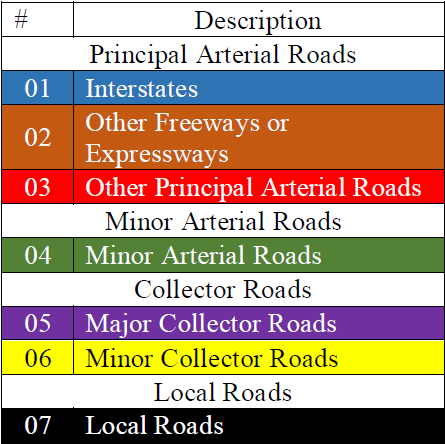 # Description
Principal Arterial Roads
01 Interstates
02 Other Freeways or
Expressways
03 Other Principal Arterial Roads
Minor Arterial Roads
04 Minor Arterial Roads
Collector Roads
05 Major Collector Roads
06 Minor Collector Roads
Local Roads
07 Local Roads